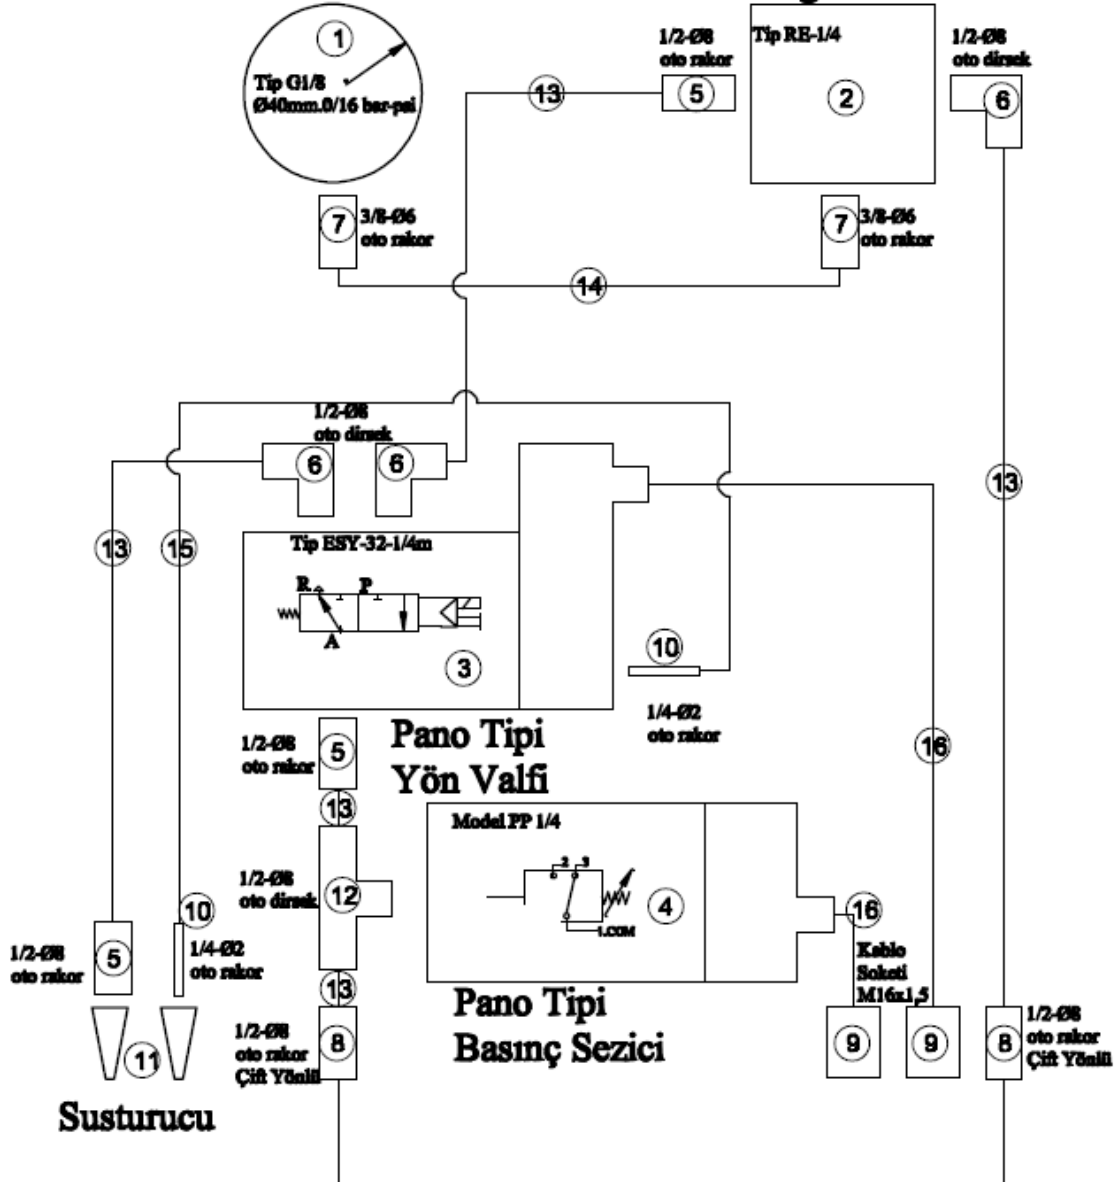 1
Tip G1/8
Ø40mm.0/16 bar-psi
1/2-Ø8
oto rakor
5
13
Tip RE-1/4
2
1/2-Ø8
oto dirsek
6
7
3/8-Ø6
oto rakor
7
3/8-Ø6
oto rakor
14
1/2-Ø8
oto dirsek
6
6
13
13
15
Tip ESY-32-1/4m
R
P
A
3
10
1/4-Ø2
oto rakor
Pano Tipi
Yön Valfi
1/2-Ø8
oto rakor
5
13
16
Model PP 1/4
2
3
1.COM
4
1/2-Ø8
oto dirsek
12
10
1/4-Ø2
oto rakor
1/2-Ø8
oto rakor
5
16
Kablo
Soketi
M16x1,5
13
Pano Tipi
Basınç Sezici
1/2-Ø8
oto rakor
Çift Yönlü
8
9
9
8
1/2-Ø8
oto rakor
Çift Yönlü
11
Susturucu